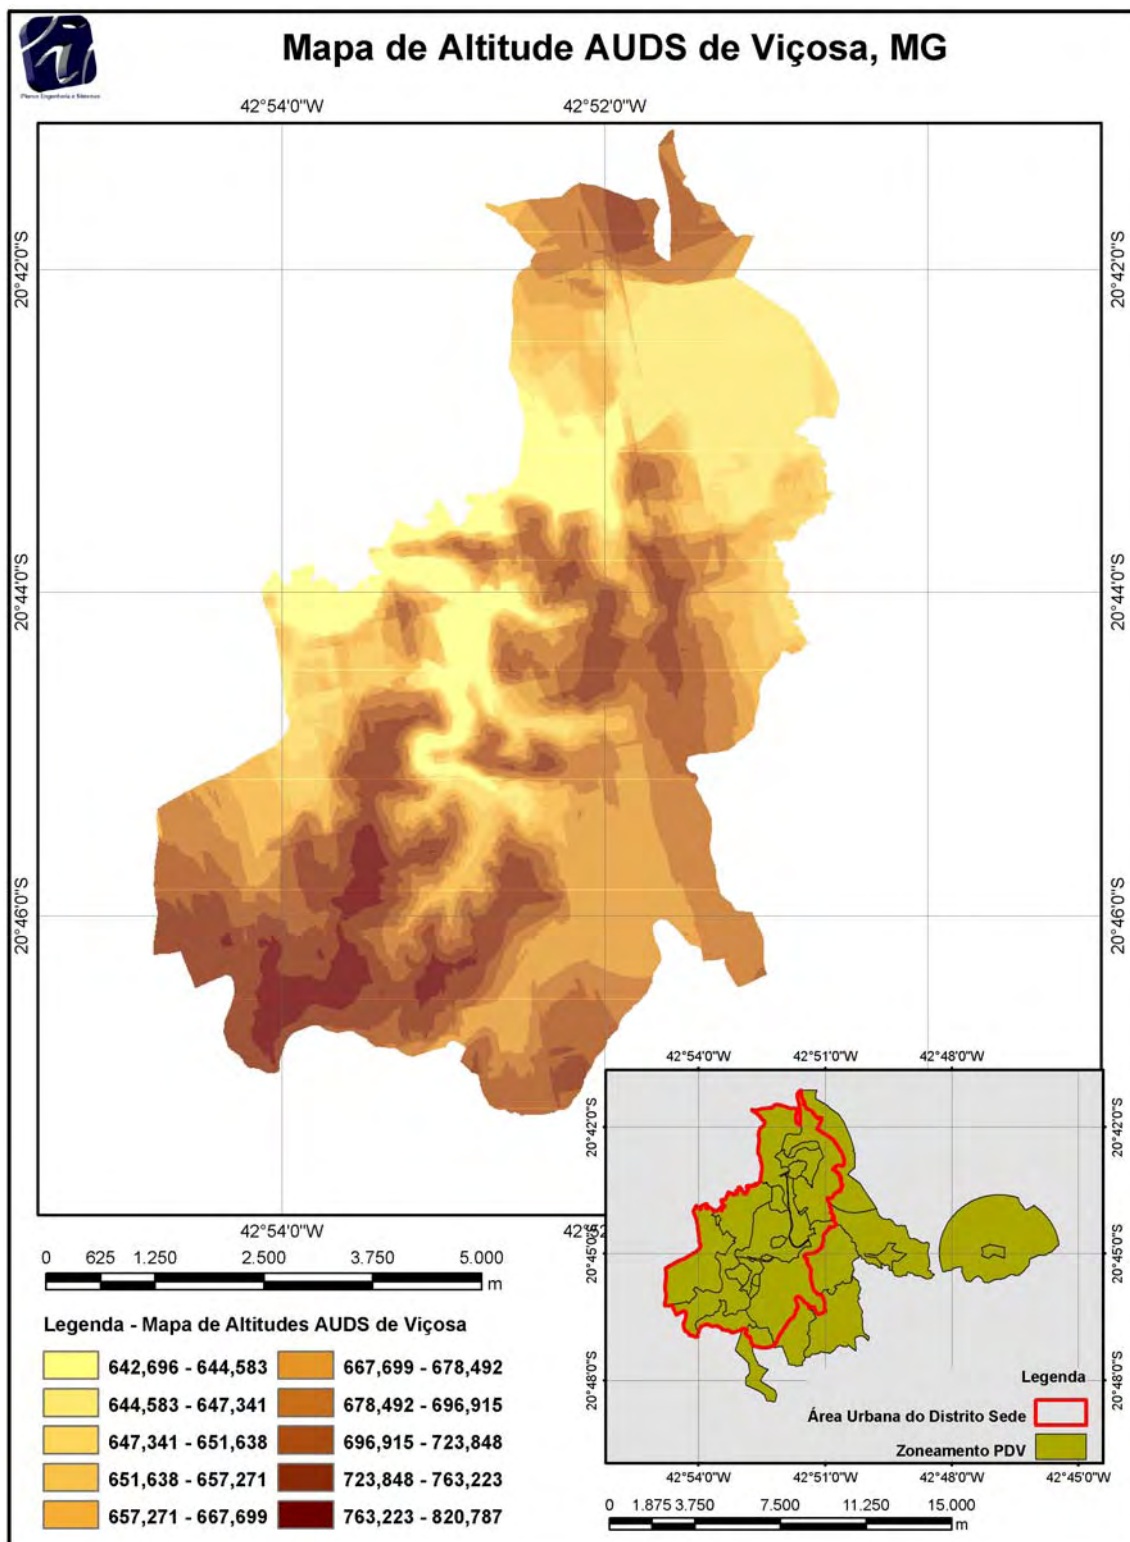 Mapa de Altitude AUDS de Viçosa, MG
42°54'0"W 42°52'0"W
20°42'0"S 20°42'0"S
20°44'0"S 20°44'0"S
20°46'0"S 20°46'0"S
42°54'0"W 42°52
0 625 1.250 2.500 3.750 5.000
m
Legenda - Mapa de Altitudes AUDS de Viçosa
642,696 - 644,583 667,699 - 678,492
644,583 - 647,341 678,492 - 696,915
647,341 - 651,638 696,915 - 723,848
651,638 - 657,271 723,848 - 763,223
657,271 - 667,699 763,223 - 820,787
42°54'0"W 42°51'0"W 42°48'0"W
20°42'0"S 20°42'0"S
20°45'0"S 20°45'0"S
20°48'0"S 20°48'0"S
Legenda
Área Urbana do Distrito Sede
Zoneamento PDV
42°54'0"W 42°51'0"W 42°48'0"W 42°45'0"W
0 1.875 3.750 7.500 11.250 15.000
m